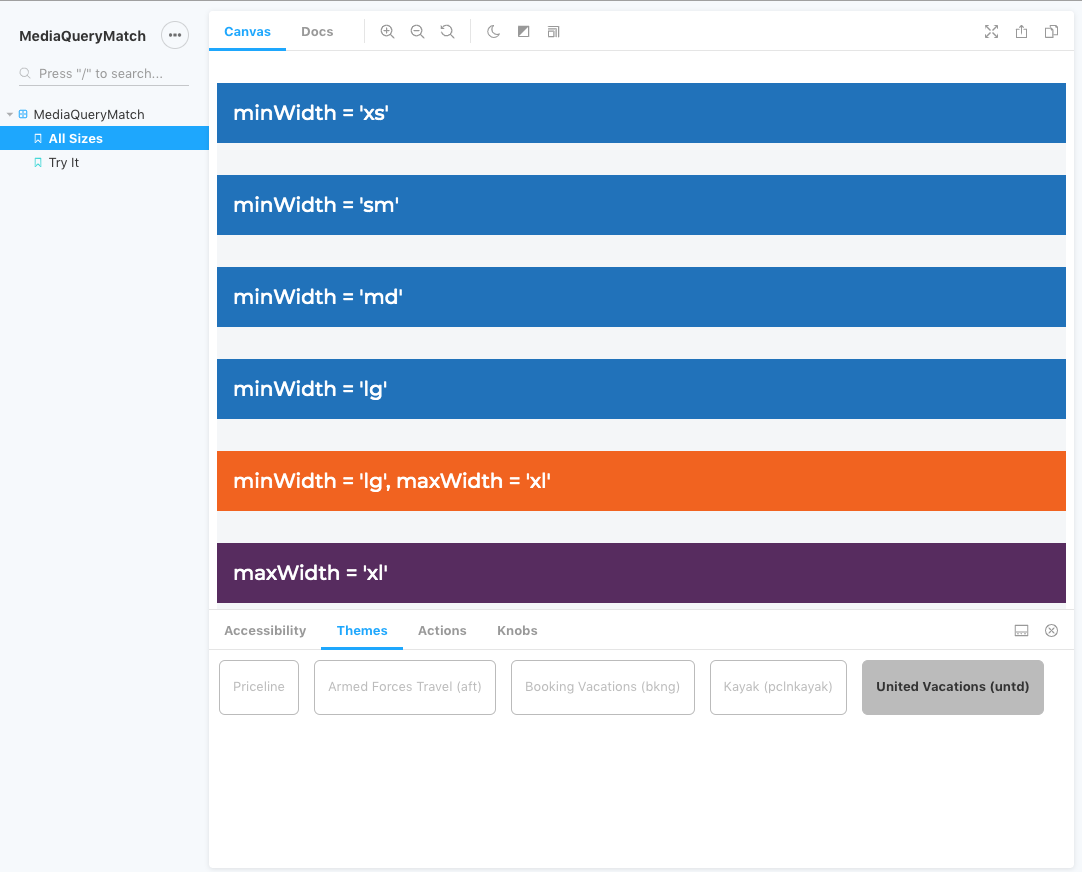 MediaQueryMatch
Press "/" to search...
MediaQueryMatch
All Sizes
Try It
Canvas Docs
minWidth = 'xs'
minWidth = 'sm'
minWidth = 'md'
minWidth = 'lg'
minWidth = 'lg', maxWidth = 'xl'
maxWidth = 'xl'
Accessibility Themes Actions Knobs
Priceline Armed Forces Travel (aft) Booking Vacations (bkng) Kayak (pclnkayak) United Vacations (untd)